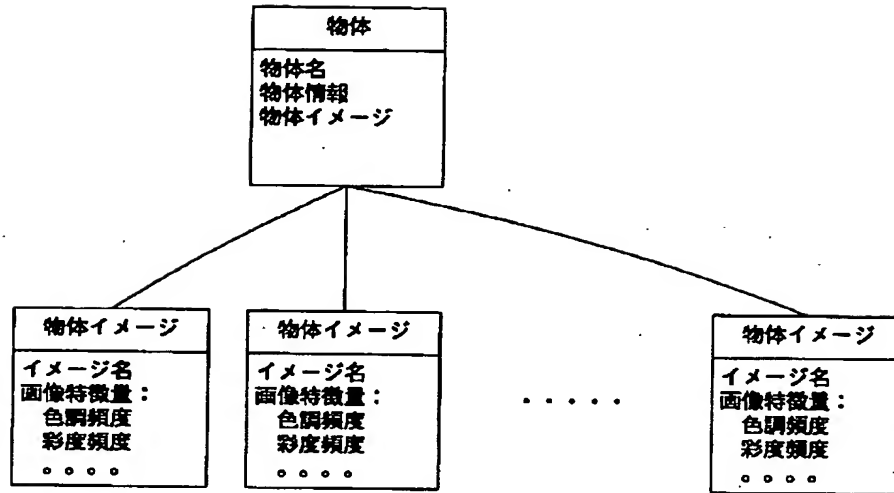 物体
物体名
物体情報
物体イメージ
物体イメージ
イメージ名
画像特徴量：
色調頻度
彩度頻度
。。。。
物体イメージ
イメージ名
画像特徴量：
色調頻度
彩度頻度
。。。。
・・・・・
物体イメージ
イメージ名
画像特徴量：
色調頻度
彩度頻度
。。。。